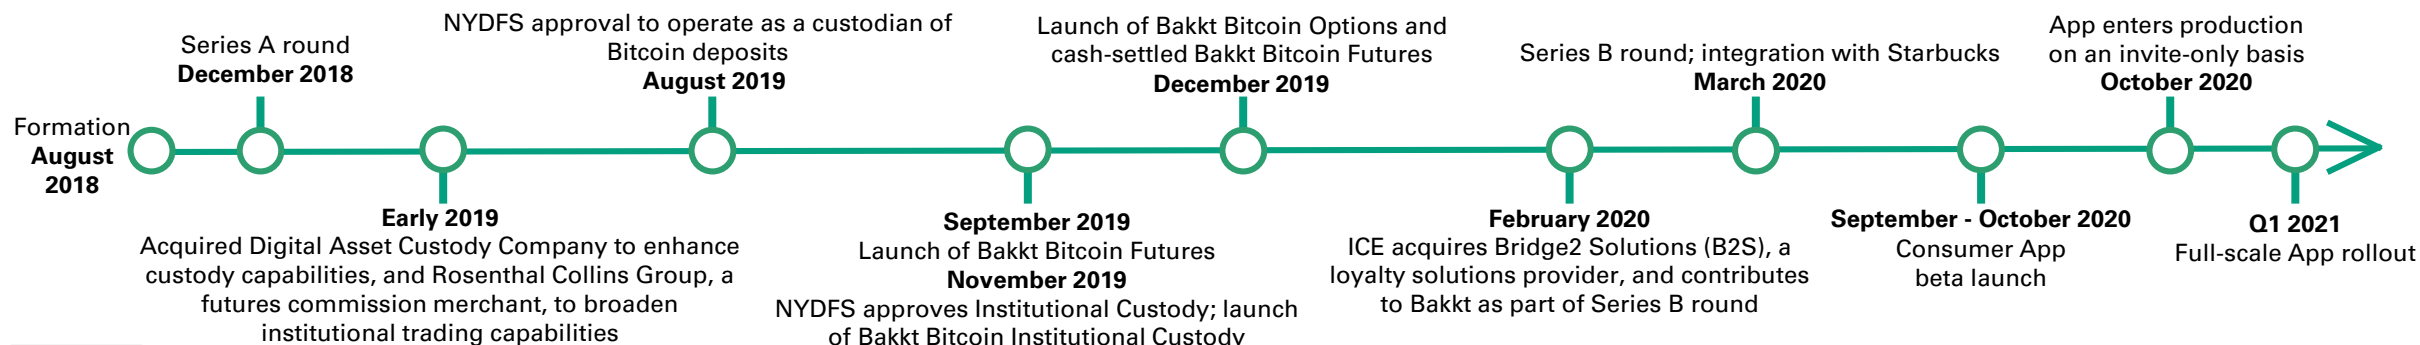 Formation
August
2018
Series A round
December 2018
Early 2019
Acquired Digital Asset Custody Company to enhance
custody capabilities, and Rosenthal Collins Group, a
futures commission merchant, to broaden
institutional trading capabilities
NYDFS approval to operate as a custodian of
Bitcoin deposits
August 2019
September 2019
Launch of Bakkt Bitcoin Futures
November 2019
NYDFS approves Institutional Custody; launch
of Bakkt Bitcoin Institutional Custody
Launch of Bakkt Bitcoin Options and
cash-settled Bakkt Bitcoin Futures
December 2019
February 2020
ICE acquires Bridge2 Solutions (B2S), a
loyalty solutions provider, and contributes
to Bakkt as part of Series B round
Series B round; integration with Starbucks
March 2020
September - October 2020
Consumer App
beta launch
App enters production
on an invite-only basis
October 2020
Q1 2021
Full-scale App rollout